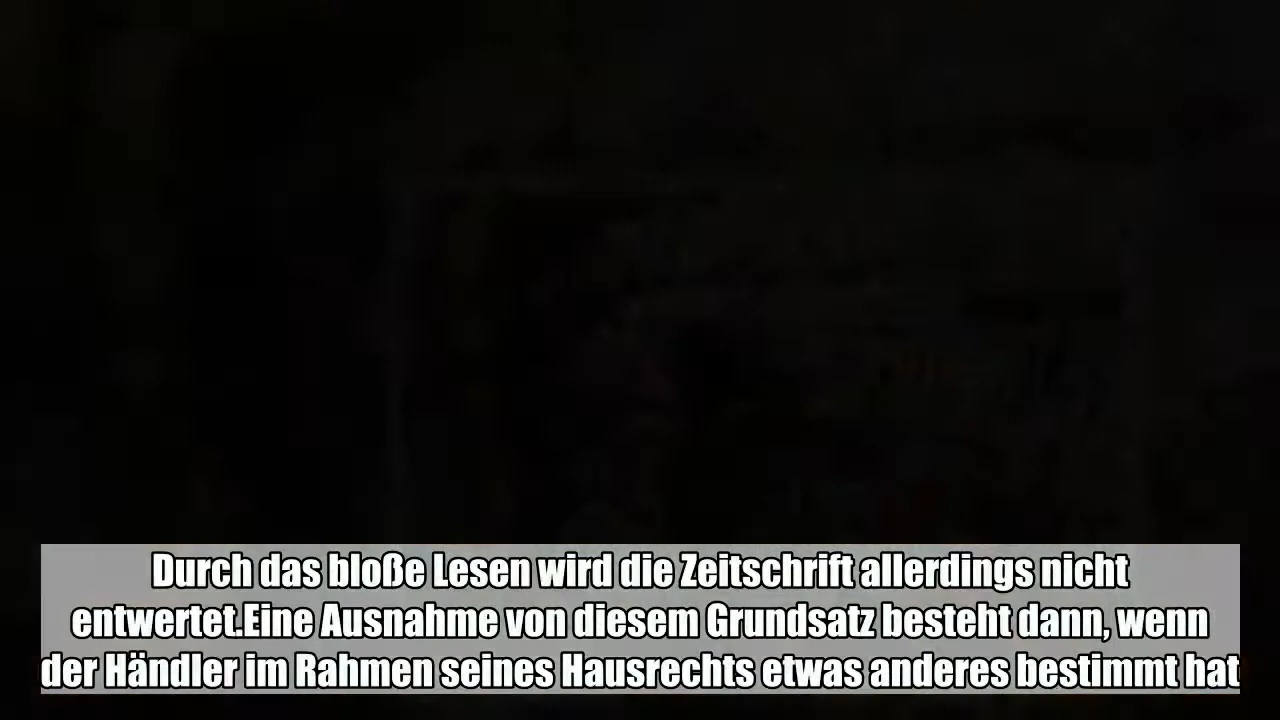 Durch das bloße Lesen wird die Zeitschrift allerdings nicht
entwertet.Eine Ausnahme von diesem Grundsatz besteht dann, wenn
der Händler im Rahmen seines Hausrechts etwas anderes bestimmt hat